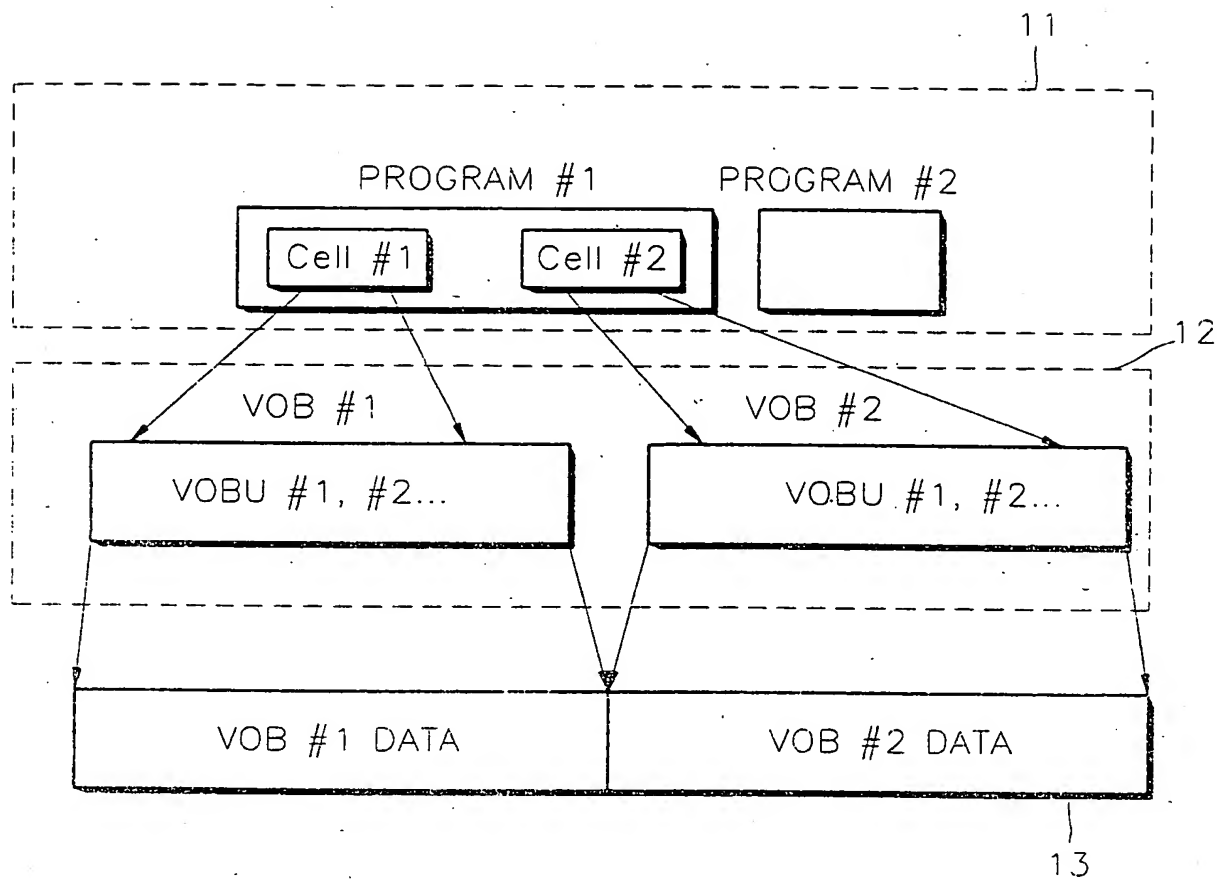 11
PROGRAM #1 PROGRAM #2
Cell #1 Cell #2
12
VOB #1 VOB #2
VOBU #1, #2... VOBU #1, #2...
VOB #1 DATA VOB #2 DATA
13